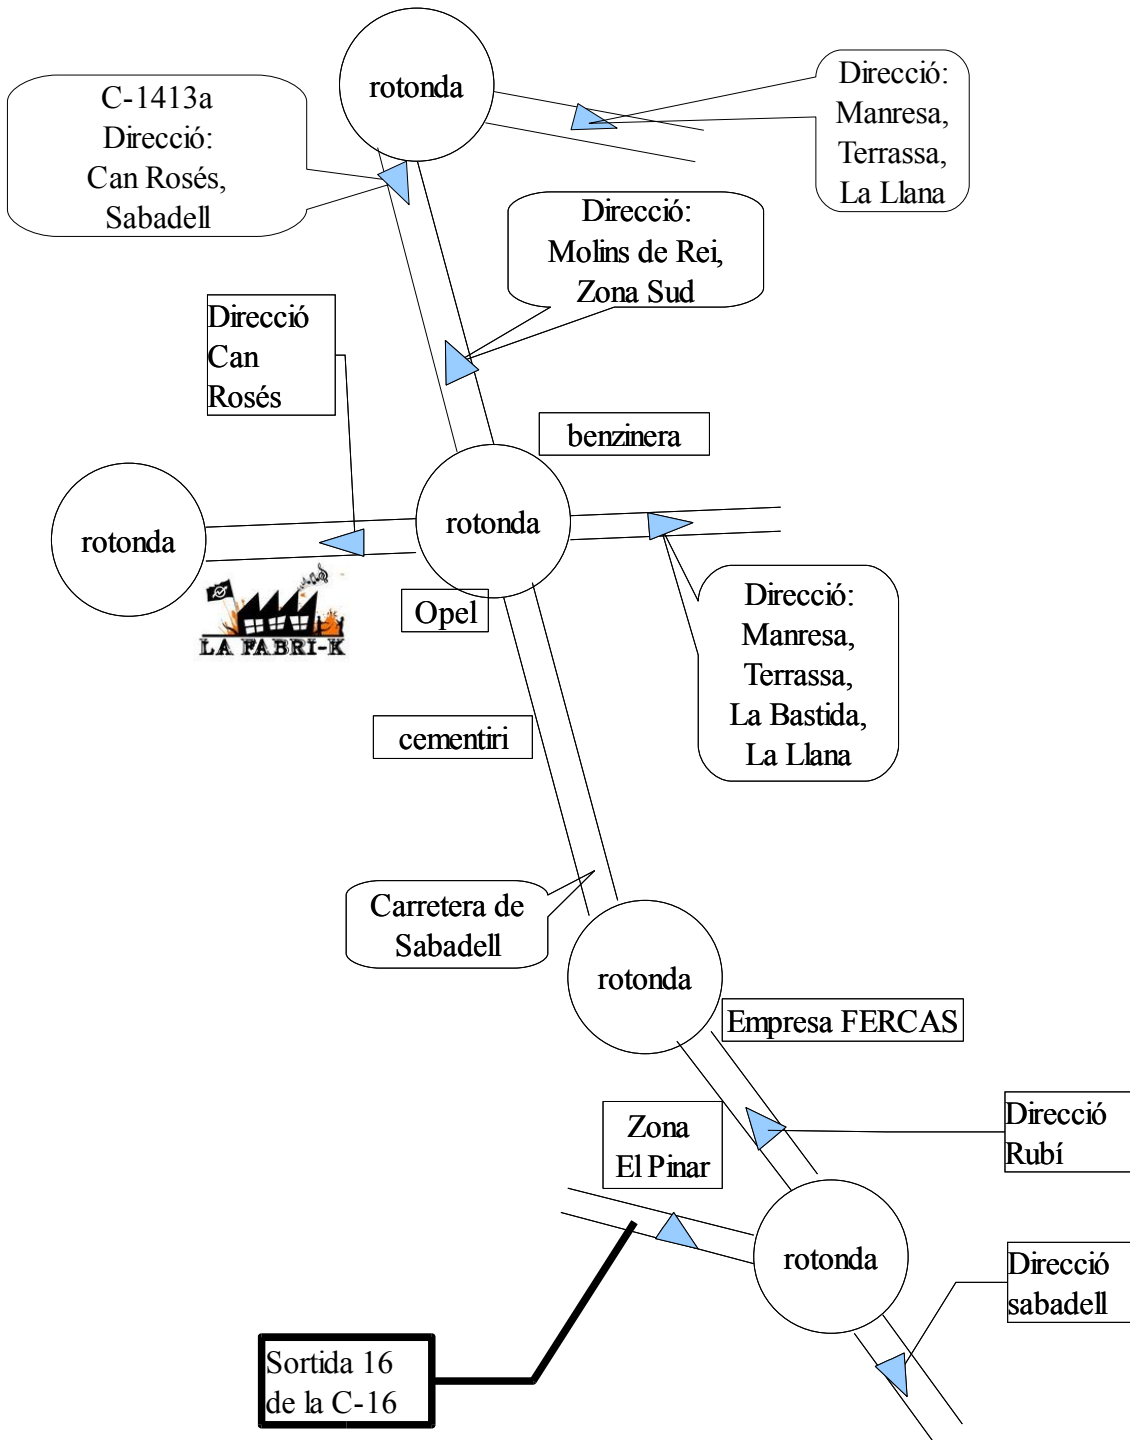 rotonda
C-1413a
Direcció:
Can Rosés,
Sabadell
Direcció:
Manresa,
Terrassa,
La Llana
Direcció:
Molins de Rei,
Zona Sud
Direcció
Can
Rosés
benzinera
rotonda
rotonda
LA FABRI-K
Opel
Direcció:
Manresa,
Terrassa,
La Bastida,
La Llana
cementiri
Carretera de
Sabadell
rotonda
Empresa FERCAS
Zona
El Pinar
Direcció
Rubí
rotonda
Direcció
sabadell
Sortida 16
de la C-16